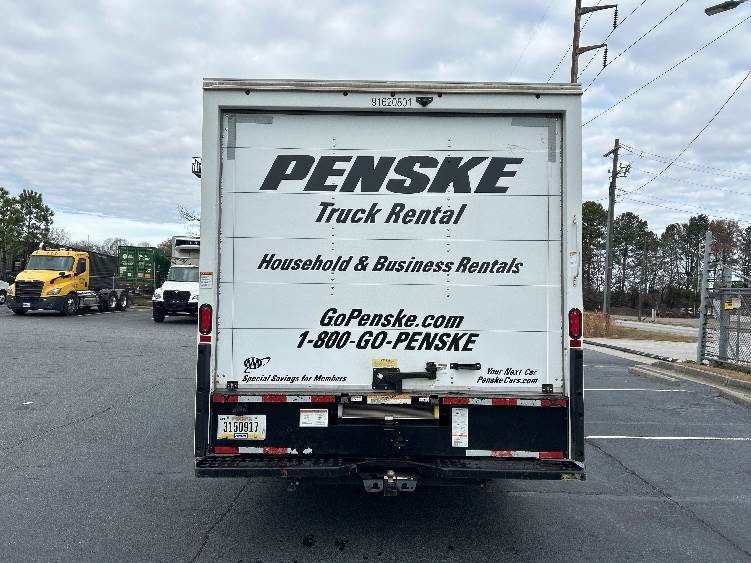 91620801
PENSKE
Truck Rental
Household & Business Rentals
GoPenske.com
1-800-GO-PENSKE
AAA
Special Savings for Members
Your Next Car
PenskeCars.com
3150917